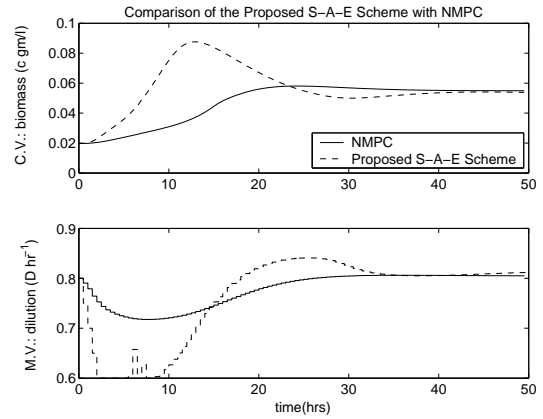 Comparison of the Proposed S−A−E Scheme with NMPC
0.1
0.08
0.06
0.04
0.02
0
C.V.: biomass (c gm/l)
NMPC
Proposed S−A−E Scheme
0 10 20 30 40 50
0.9
0.8
0.7
0.6
M.V.: dilution (D hr⁻¹)
0 10 20 30 40 50
time(hrs)